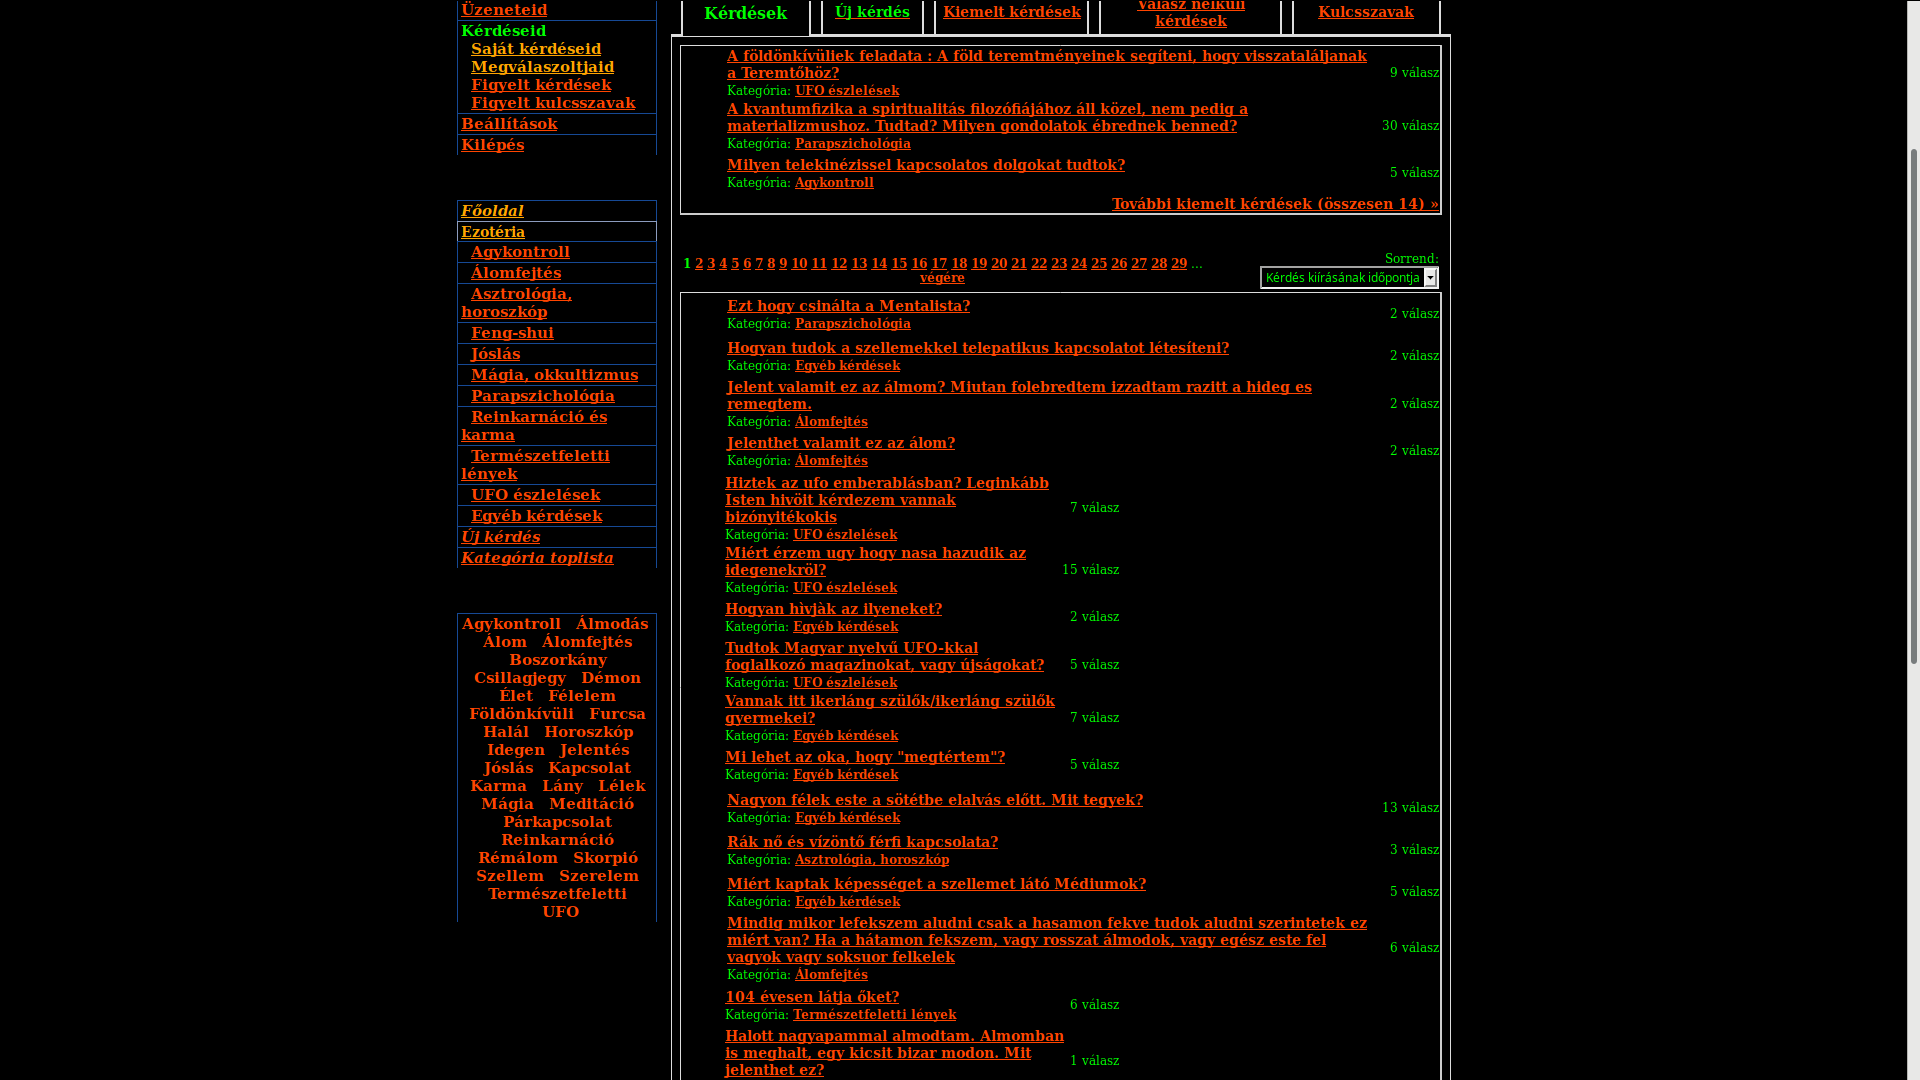 Üzeneteid
Kérdéseid
Saját kérdéseid
Megválaszoltjaid
Figyelt kérdések
Figyelt kulcsszavak
Beállítások
Kilépés
Főoldal
Ezotéria
Agykontroll
Álomfejtés
Asztrológia,
horoszkóp
Feng-shui
Jóslás
Mágia, okkultizmus
Parapszichológia
Reinkarnáció és
karma
Természetfeletti
lények
UFO észlelések
Egyéb kérdések
Új kérdés
Kategória toplista
Agykontroll Álmodás
Álom Álomfejtés
Boszorkány
Csillagjegy Démon
Élet Félelem
Földönkívüli Furcsa
Halál Horoszkóp
Idegen Jelentés
Jóslás Kapcsolat
Karma Lány Lélek
Mágia Meditáció
Párkapcsolat
Reinkarnáció
Rémálom Skorpió
Szellem Szerelem
Természetfeletti
UFO
Kérdések
Új kérdés
Kiemelt kérdések
Válasz nélküli
kérdések
Kulcsszavak
A földönkívüliek feladata : A föld teremtményeinek segíteni, hogy visszataláljanak
a Teremtőhöz?
9 válasz
Kategória: UFO észlelések
A kvantumfizika a spiritualitás filozófiájához áll közel, nem pedig a
materializmushoz. Tudtad? Milyen gondolatok ébrednek benned?
30 válasz
Kategória: Parapszichológia
Milyen telekinézissel kapcsolatos dolgokat tudtok?
5 válasz
Kategória: Agykontroll
További kiemelt kérdések (összesen 14) »
1 2 3 4 5 6 7 8 9 10 11 12 13 14 15 16 17 18 19 20 21 22 23 24 25 26 27 28 29 ...
végére
Sorrend:
Kérdés kiírásának időpontja
Ezt hogy csinálta a Mentalista?
2 válasz
Kategória: Parapszichológia
Hogyan tudok a szellemekkel telepatikus kapcsolatot létesíteni?
2 válasz
Kategória: Egyéb kérdések
Jelent valamit ez az álmom? Miutan folebredtem izzadtam razitt a hideg es
remegtem.
2 válasz
Kategória: Álomfejtés
Jelenthet valamit ez az álom?
2 válasz
Kategória: Álomfejtés
Hiztek az ufo emberablásban? Leginkább
Isten hivöit kérdezem vannak
bizónyitékokis
7 válasz
Kategória: UFO észlelések
Miért érzem ugy hogy nasa hazudik az
idegenekröl?
15 válasz
Kategória: UFO észlelések
Hogyan hìvjàk az ilyeneket?
2 válasz
Kategória: Egyéb kérdések
Tudtok Magyar nyelvű UFO-kkal
foglalkozó magazinokat, vagy újságokat?
5 válasz
Kategória: UFO észlelések
Vannak itt ikerláng szülők/ikerláng szülők
gyermekei?
7 válasz
Kategória: Egyéb kérdések
Mi lehet az oka, hogy "megtértem"?
5 válasz
Kategória: Egyéb kérdések
Nagyon félek este a sötétbe elalvás előtt. Mit tegyek?
13 válasz
Kategória: Egyéb kérdések
Rák nő és vízöntő férfi kapcsolata?
3 válasz
Kategória: Asztrológia, horoszkóp
Miért kaptak képességet a szellemet látó Médiumok?
5 válasz
Kategória: Egyéb kérdések
Mindig mikor lefekszem aludni csak a hasamon fekve tudok aludni szerintetek ez
miért van? Ha a hátamon fekszem, vagy rosszat álmodok, vagy egész este fel
vagyok vagy soksuor felkelek
6 válasz
Kategória: Álomfejtés
104 évesen látja őket?
6 válasz
Kategória: Természetfeletti lények
Halott nagyapammal almodtam. Almomban
is meghalt, egy kicsit bizar modon. Mit
jelenthet ez?
1 válasz